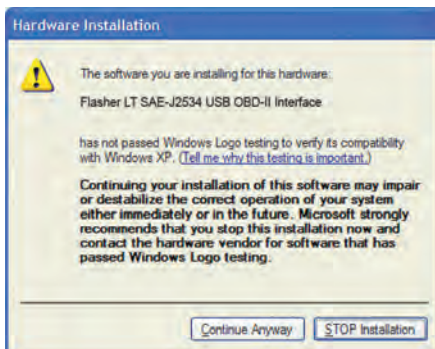 Hardware Installation
The software you are installing for this hardware:
Flasher LT SAE-J2534 USB OBD-II Interface
has not passed Windows Logo testing to verify its compatibility
with Windows XP. (Tell me why this testing is important.)
Continuing your installation of this software may impair
or destabilize the correct operation of your system
either immediately or in the future. Microsoft strongly
recommends that you stop this installation now and
contact the hardware vendor for software that has
passed Windows Logo testing.
Continue Anyway
STOP Installation